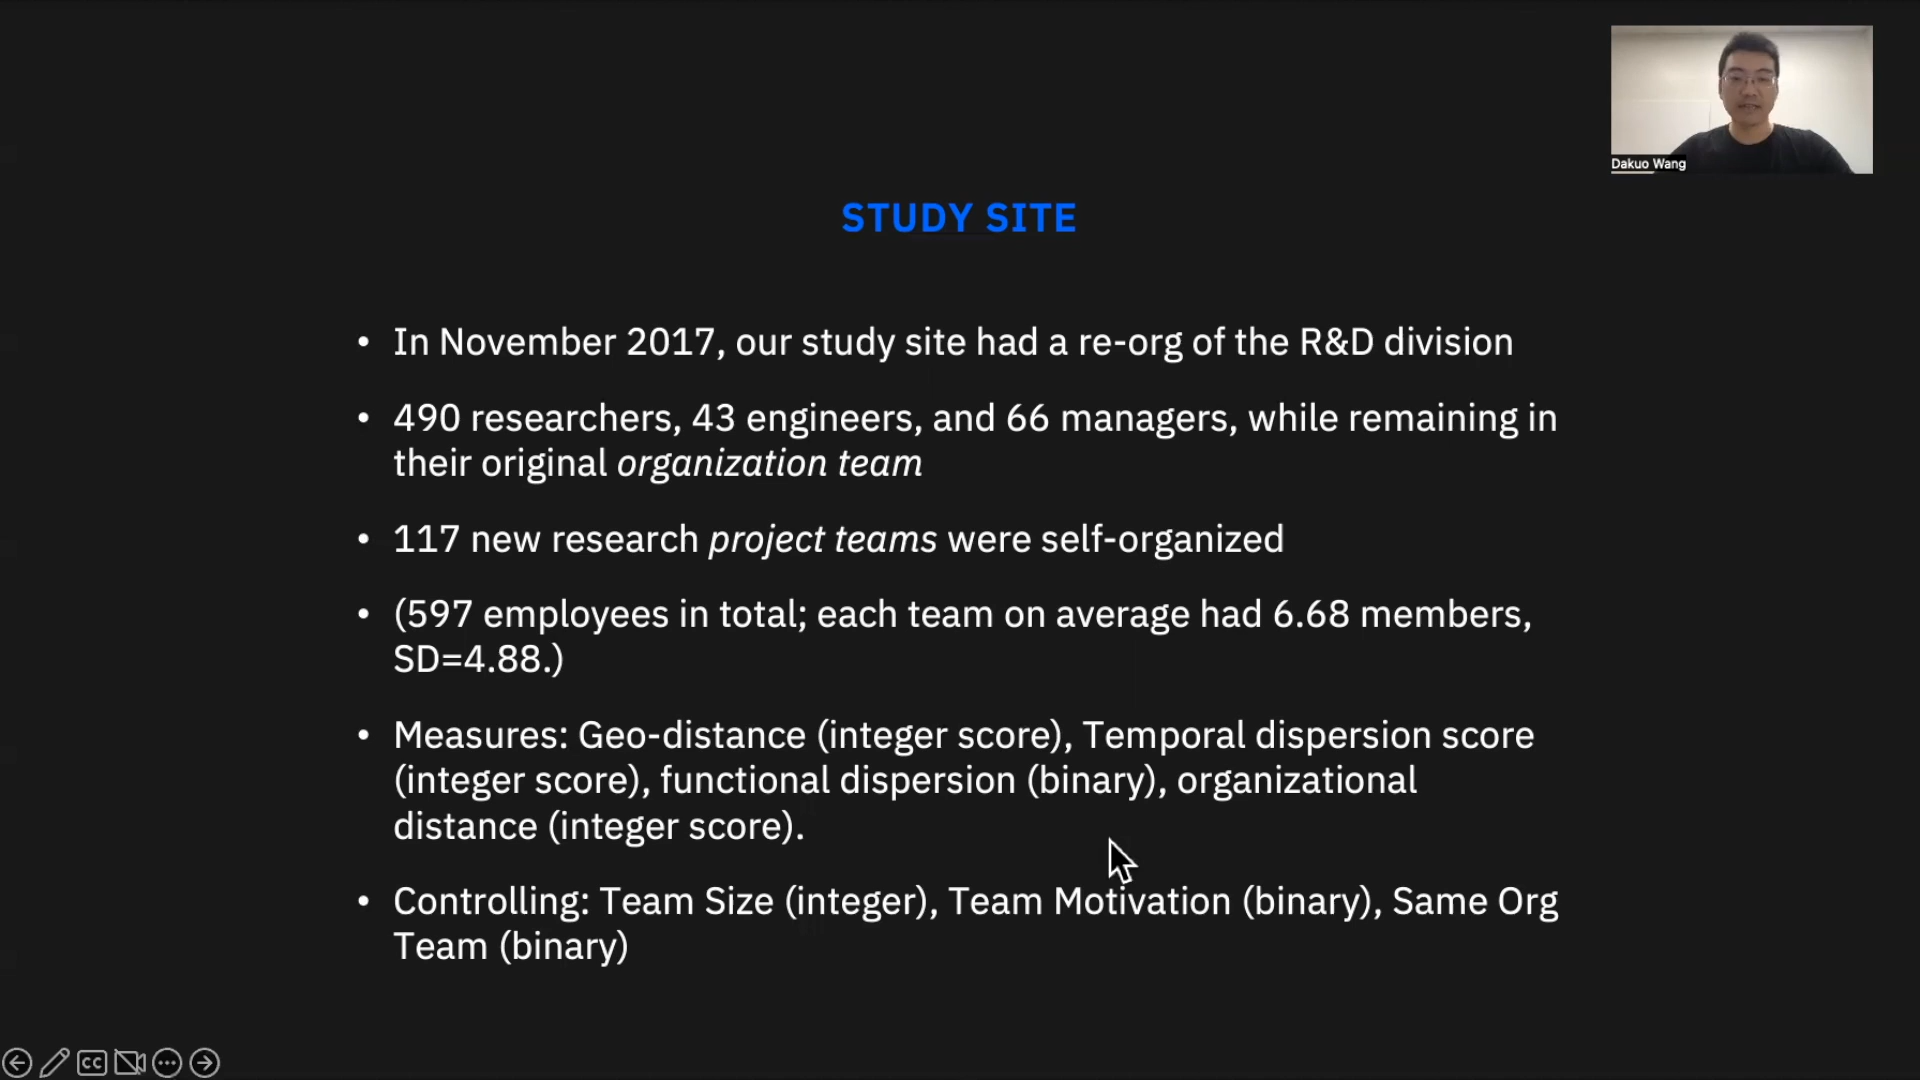 Dakuo Wang
STUDY SITE
• In November 2017, our study site had a re-org of the R&D division
• 490 researchers, 43 engineers, and 66 managers, while remaining in
their original organization team
• 117 new research project teams were self-organized
• (597 employees in total; each team on average had 6.68 members,
SD=4.88.)
• Measures: Geo-distance (integer score), Temporal dispersion score
(integer score), functional dispersion (binary), organizational
distance (integer score).
• Controlling: Team Size (integer), Team Motivation (binary), Same Org
Team (binary)
CC